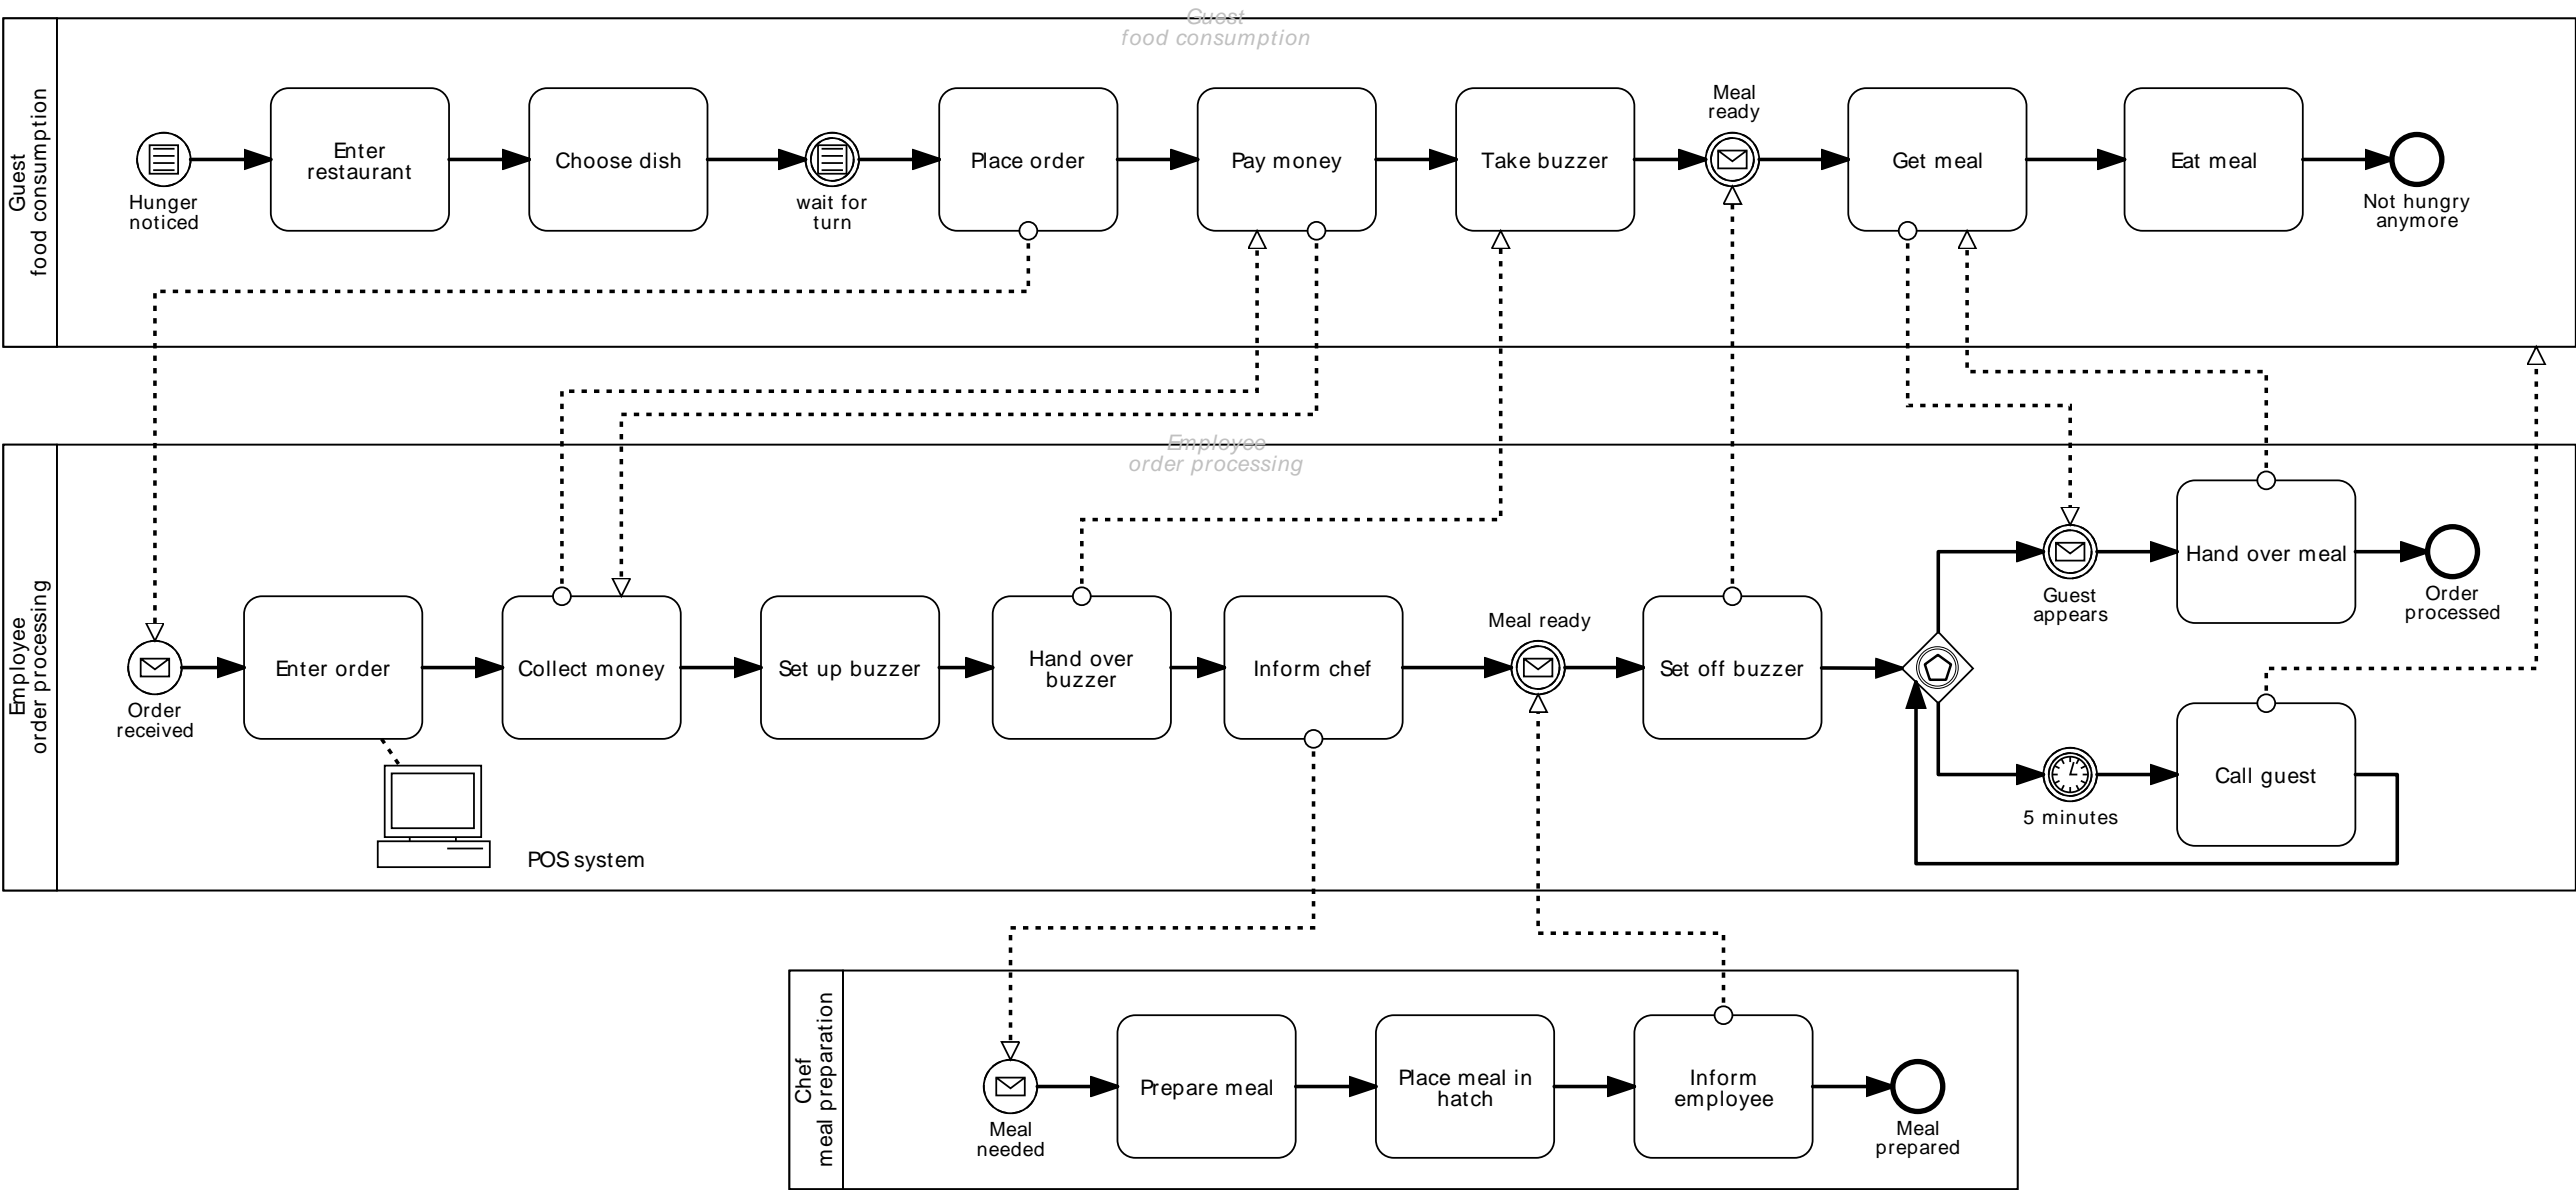 Guest
food consumption
Guest
food consumption
Meal
ready
Enter
restaurant
Choose dish
Place order
Pay money
Take buzzer
Get meal
Eat meal
Hunger
noticed
wait for
turn
Not hungry
anymore
Employee
order processing
Employee
order processing
Hand over meal
Guest
appears
Order
processed
Meal ready
Enter order
Collect money
Set up buzzer
Hand over
buzzer
Inform chef
Set off buzzer
Order
received
Call guest
5 minutes
POS system
Chef
meal preparation
Prepare meal
Place meal in
hatch
Inform
employee
Meal
needed
Meal
prepared